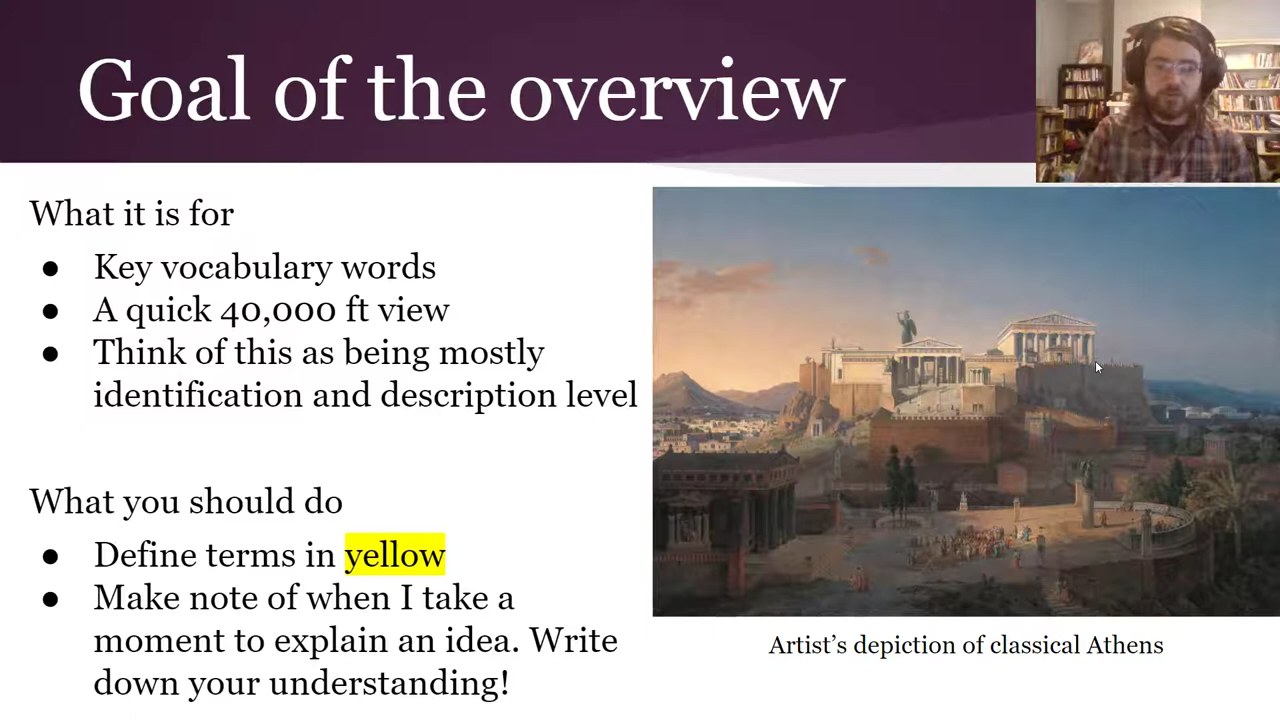 Goal of the overview
What it is for
● Key vocabulary words
● A quick 40,000 ft view
● Think of this as being mostly
identification and description level
What you should do
● Define terms in yellow
● Make note of when I take a
moment to explain an idea. Write
down your understanding!
Artist's depiction of classical Athens